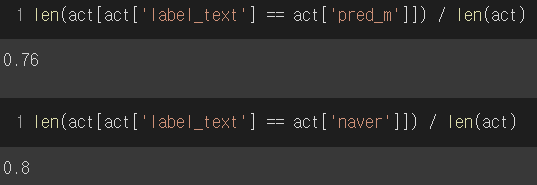 1 len(act[act['label_text'] == act['pred_m']]) / len(act)
0.76
1 len(act[act['label_text'] == act['naver']]) / len(act)
0.8